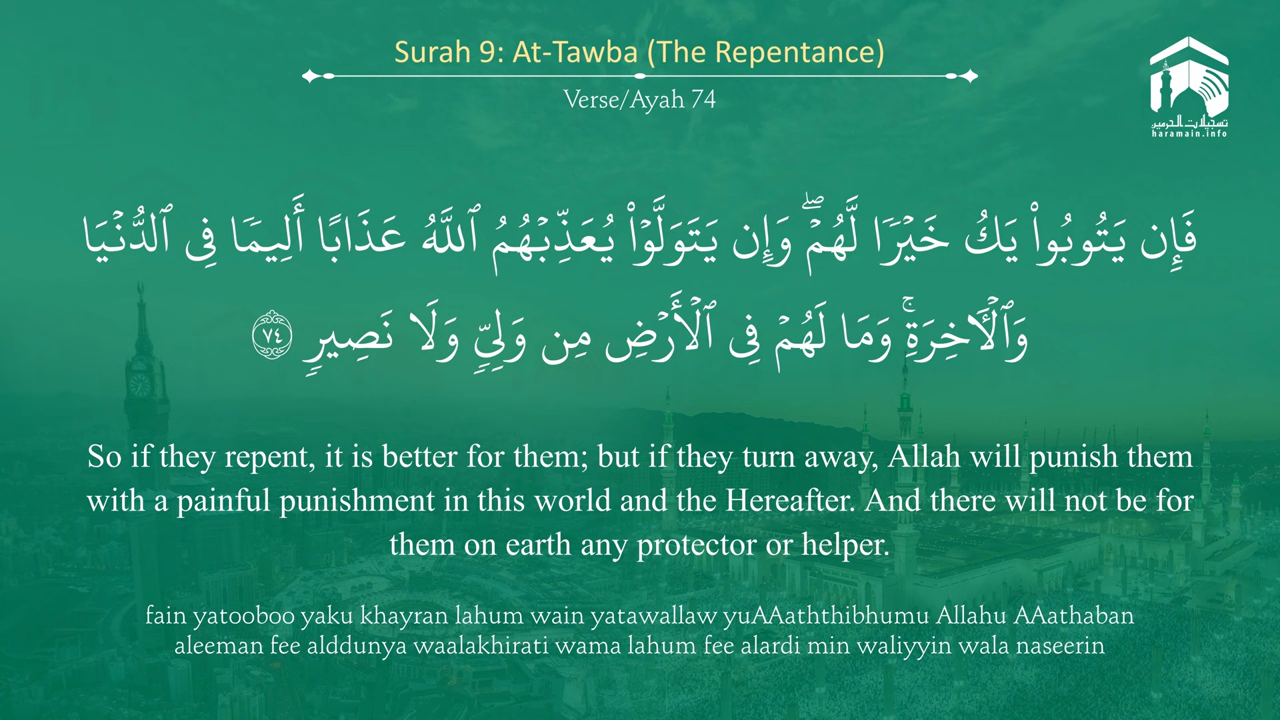 Surah 9: At-Tawba (The Repentance)
Verse/Ayah 74
تسجيلات الحرمين
haramain.info
فَإِن يَتُوبُوا۟ يَكُ خَيْرًا لَّهُمْ ۖ وَإِن يَتَوَلَّوْا۟ يُعَذِّبْهُمُ ٱللَّهُ عَذَابًا أَلِيمًا فِى ٱلدُّنْيَا
وَٱلْـَٔاخِرَةِ ۚ وَمَا لَهُمْ فِى ٱلْأَرْضِ مِن وَلِىٍّ وَلَا نَصِيرٍ ٧٤
So if they repent, it is better for them; but if they turn away, Allah will punish them
with a painful punishment in this world and the Hereafter. And there will not be for
them on earth any protector or helper.
fain yatooboo yaku khayran lahum wain yatawallaw yuAAaththibhumu Allahu AAathaban
aleeman fee alddunya waalakhirati wama lahum fee alardi min waliyyin wala naseerin